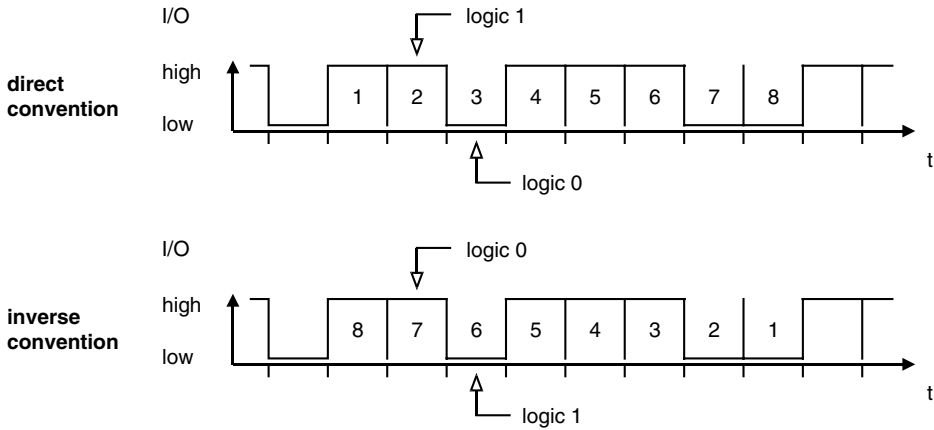 I/O
logic 1
high
direct
convention
1 2 3 4 5 6 7 8
low
t
logic 0
I/O
logic 0
high
inverse
convention
8 7 6 5 4 3 2 1
low
t
logic 1